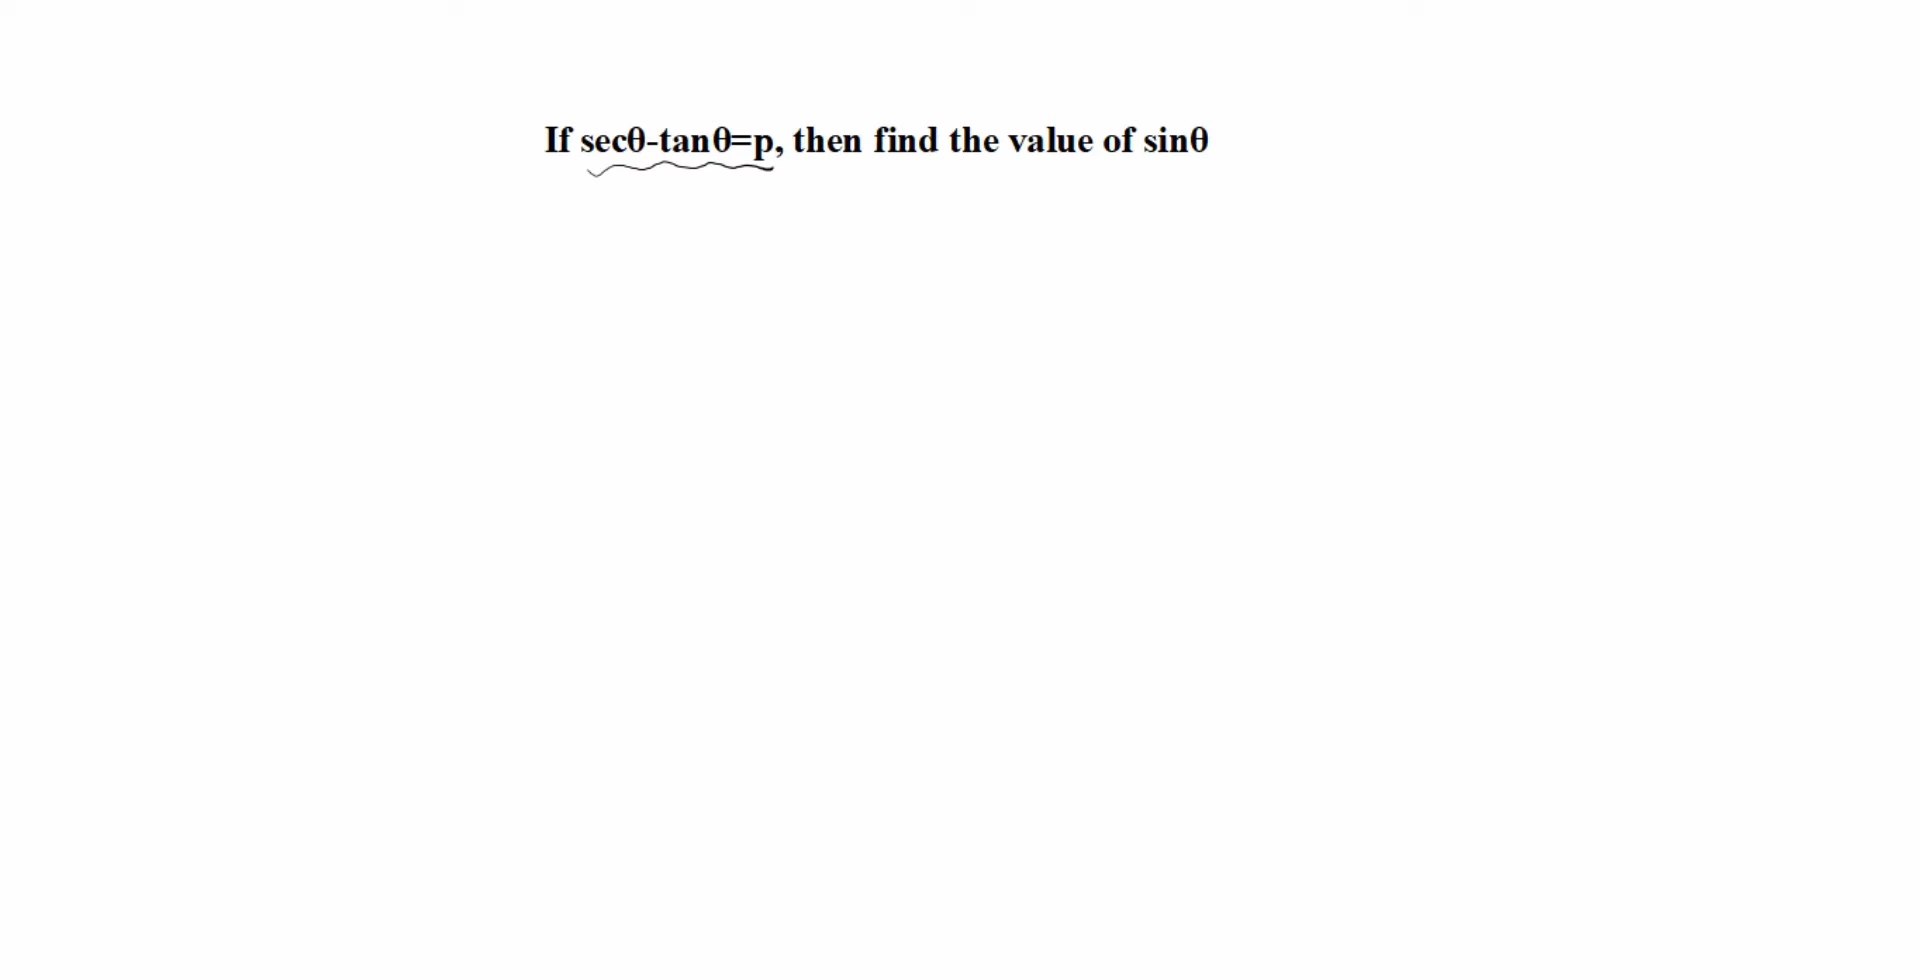 If secθ-tanθ=p, then find the value of sinθ